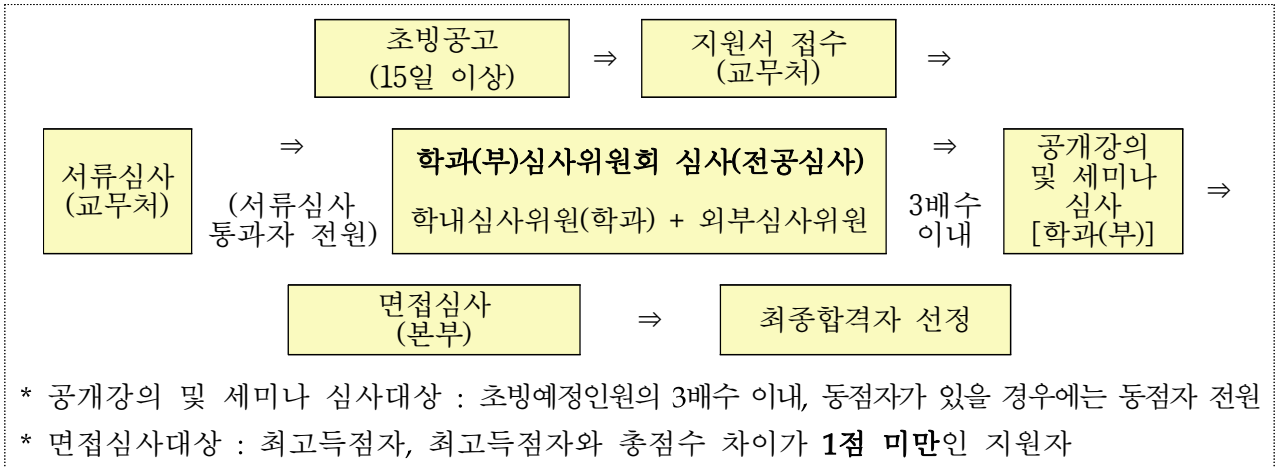 초빙공고
(15일 이상)
⇒
지원서 접수
(교무처)
⇒
서류심사
(교무처)
⇒
(서류심사
통과자 전원)
학과(부)심사위원회 심사(전공심사)
학내심사위원(학과) + 외부심사위원
⇒
3배수
이내
공개강의
및 세미나
심사
[학과(부)]
⇒
면접심사
(본부)
⇒
최종합격자 선정
* 공개강의 및 세미나 심사대상 : 초빙예정인원의 3배수 이내, 동점자가 있을 경우에는 동점자 전원
* 면접심사대상 : 최고득점자, 최고득점자와 총점수 차이가 1점 미만인 지원자